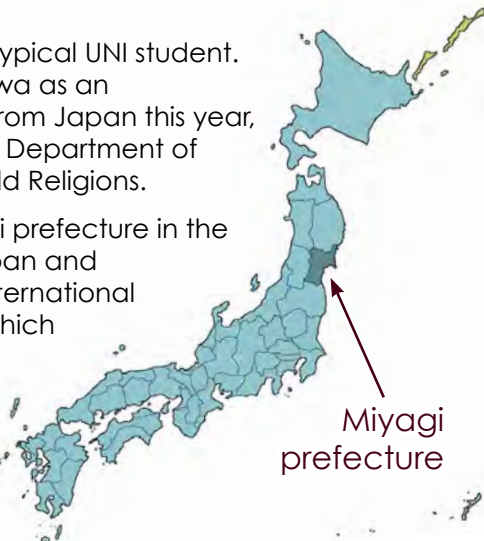 ypical UNI student.
wa as an
rom Japan this year,
Department of
ld Religions.
i prefecture in the
pan and
ternational
hich
Miyagi
prefecture